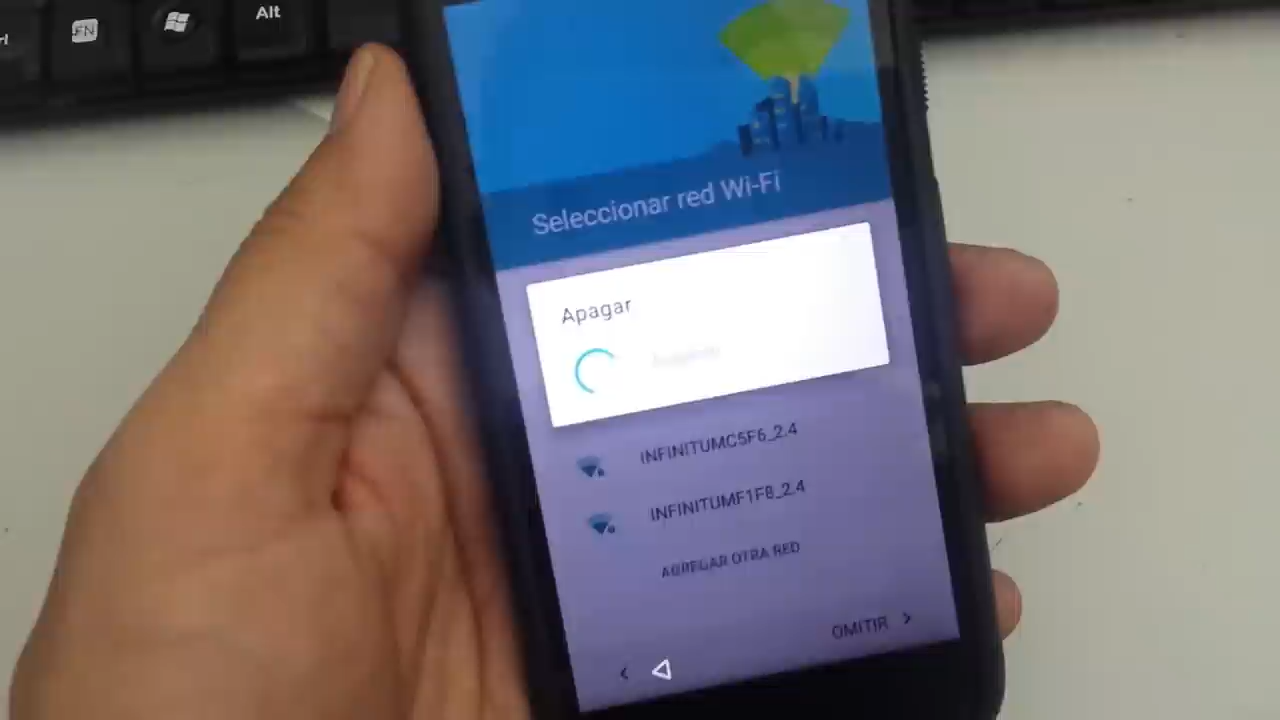 FN
Alt
Seleccionar red Wi-Fi
Apagar
INFINITUMC5F6_2.4
INFINITUMF1F8_2.4
AGREGAR OTRA RED
OMITIR